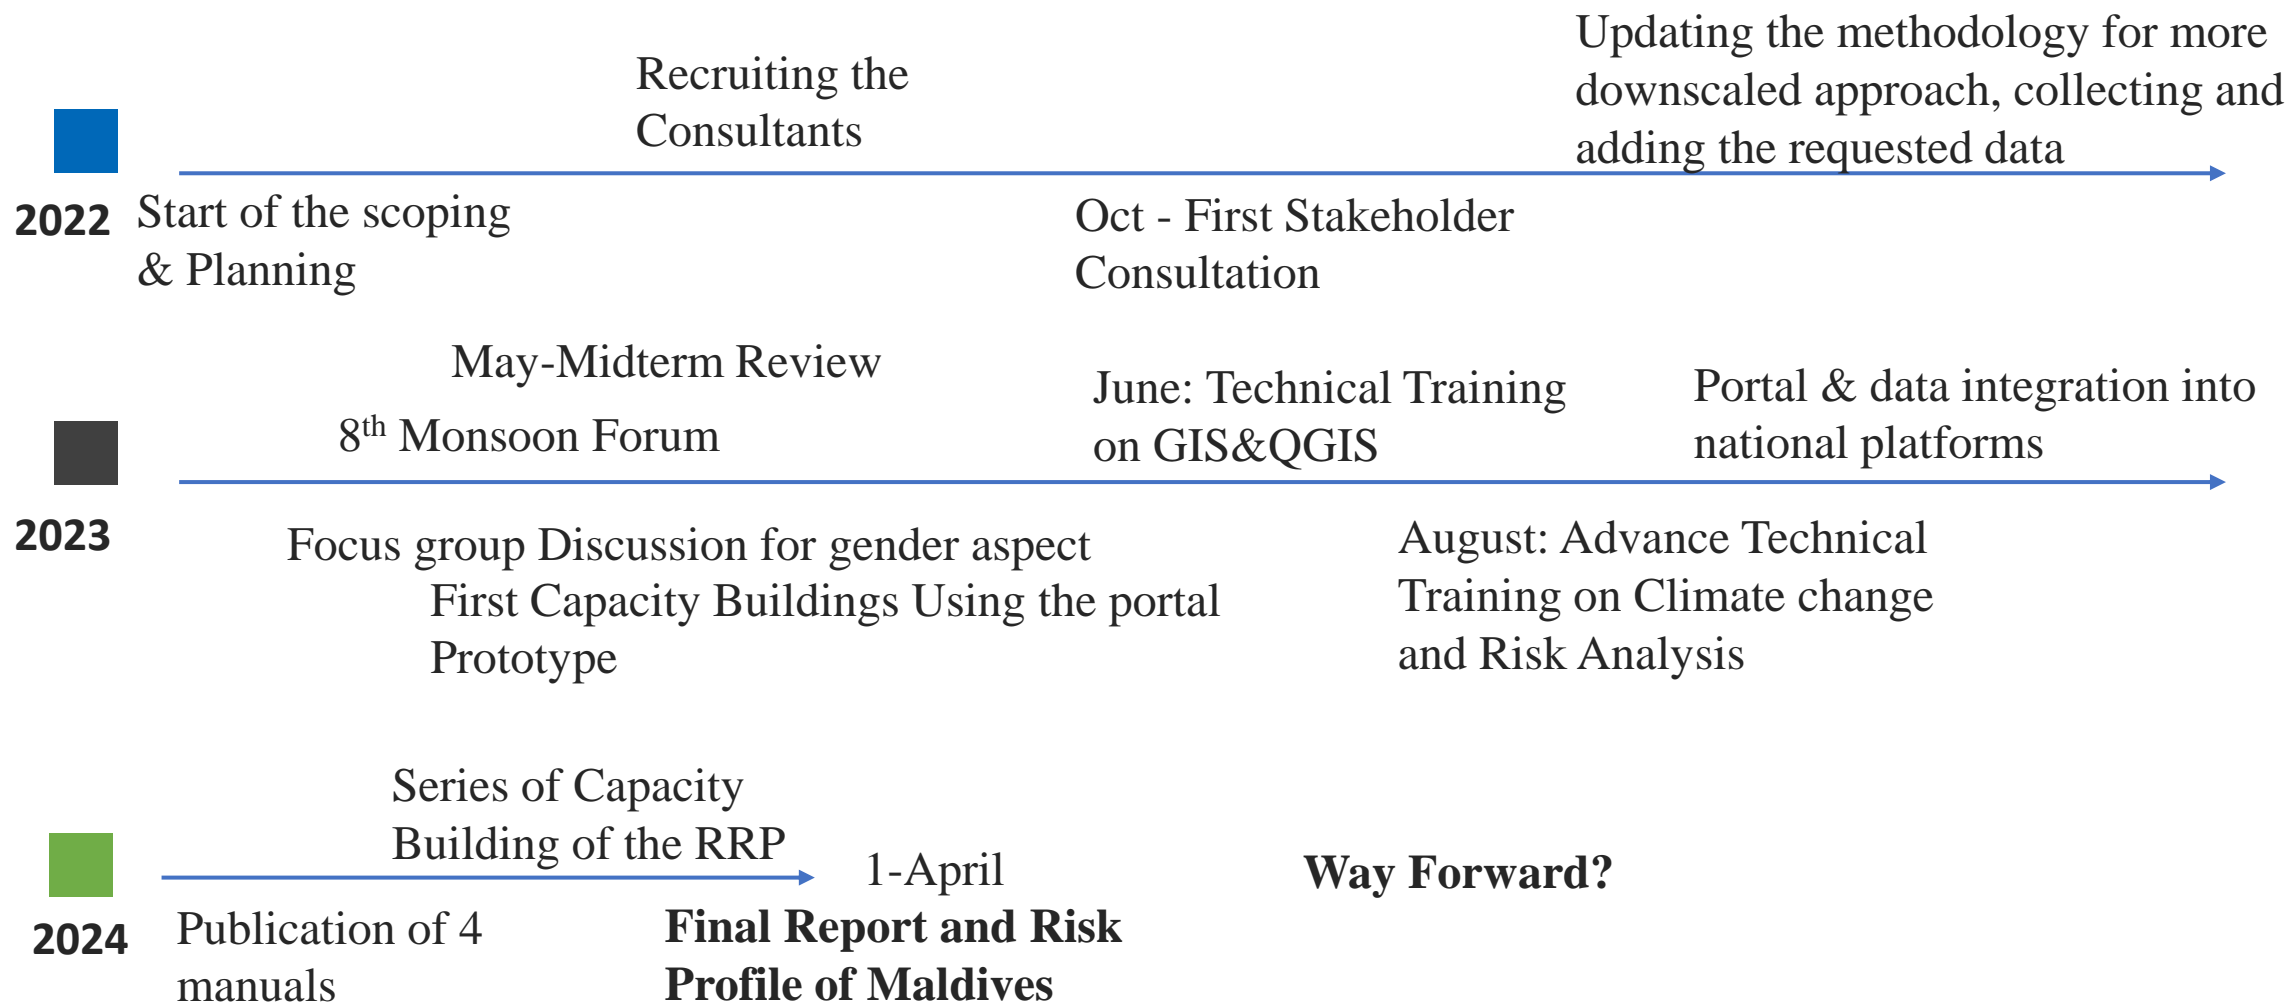 Recruiting the
Consultants
Updating the methodology for more
downscaled approach, collecting and
adding the requested data
2022
Start of the scoping
& Planning
Oct - First Stakeholder
Consultation
May-Midterm Review
8th Monsoon Forum
June: Technical Training
on GIS&QGIS
Portal & data integration into
national platforms
2023
Focus group Discussion for gender aspect
First Capacity Buildings Using the portal
Prototype
August: Advance Technical
Training on Climate change
and Risk Analysis
Series of Capacity
Building of the RRP
1-April
Way Forward?
2024
Publication of 4
manuals
Final Report and Risk
Profile of Maldives